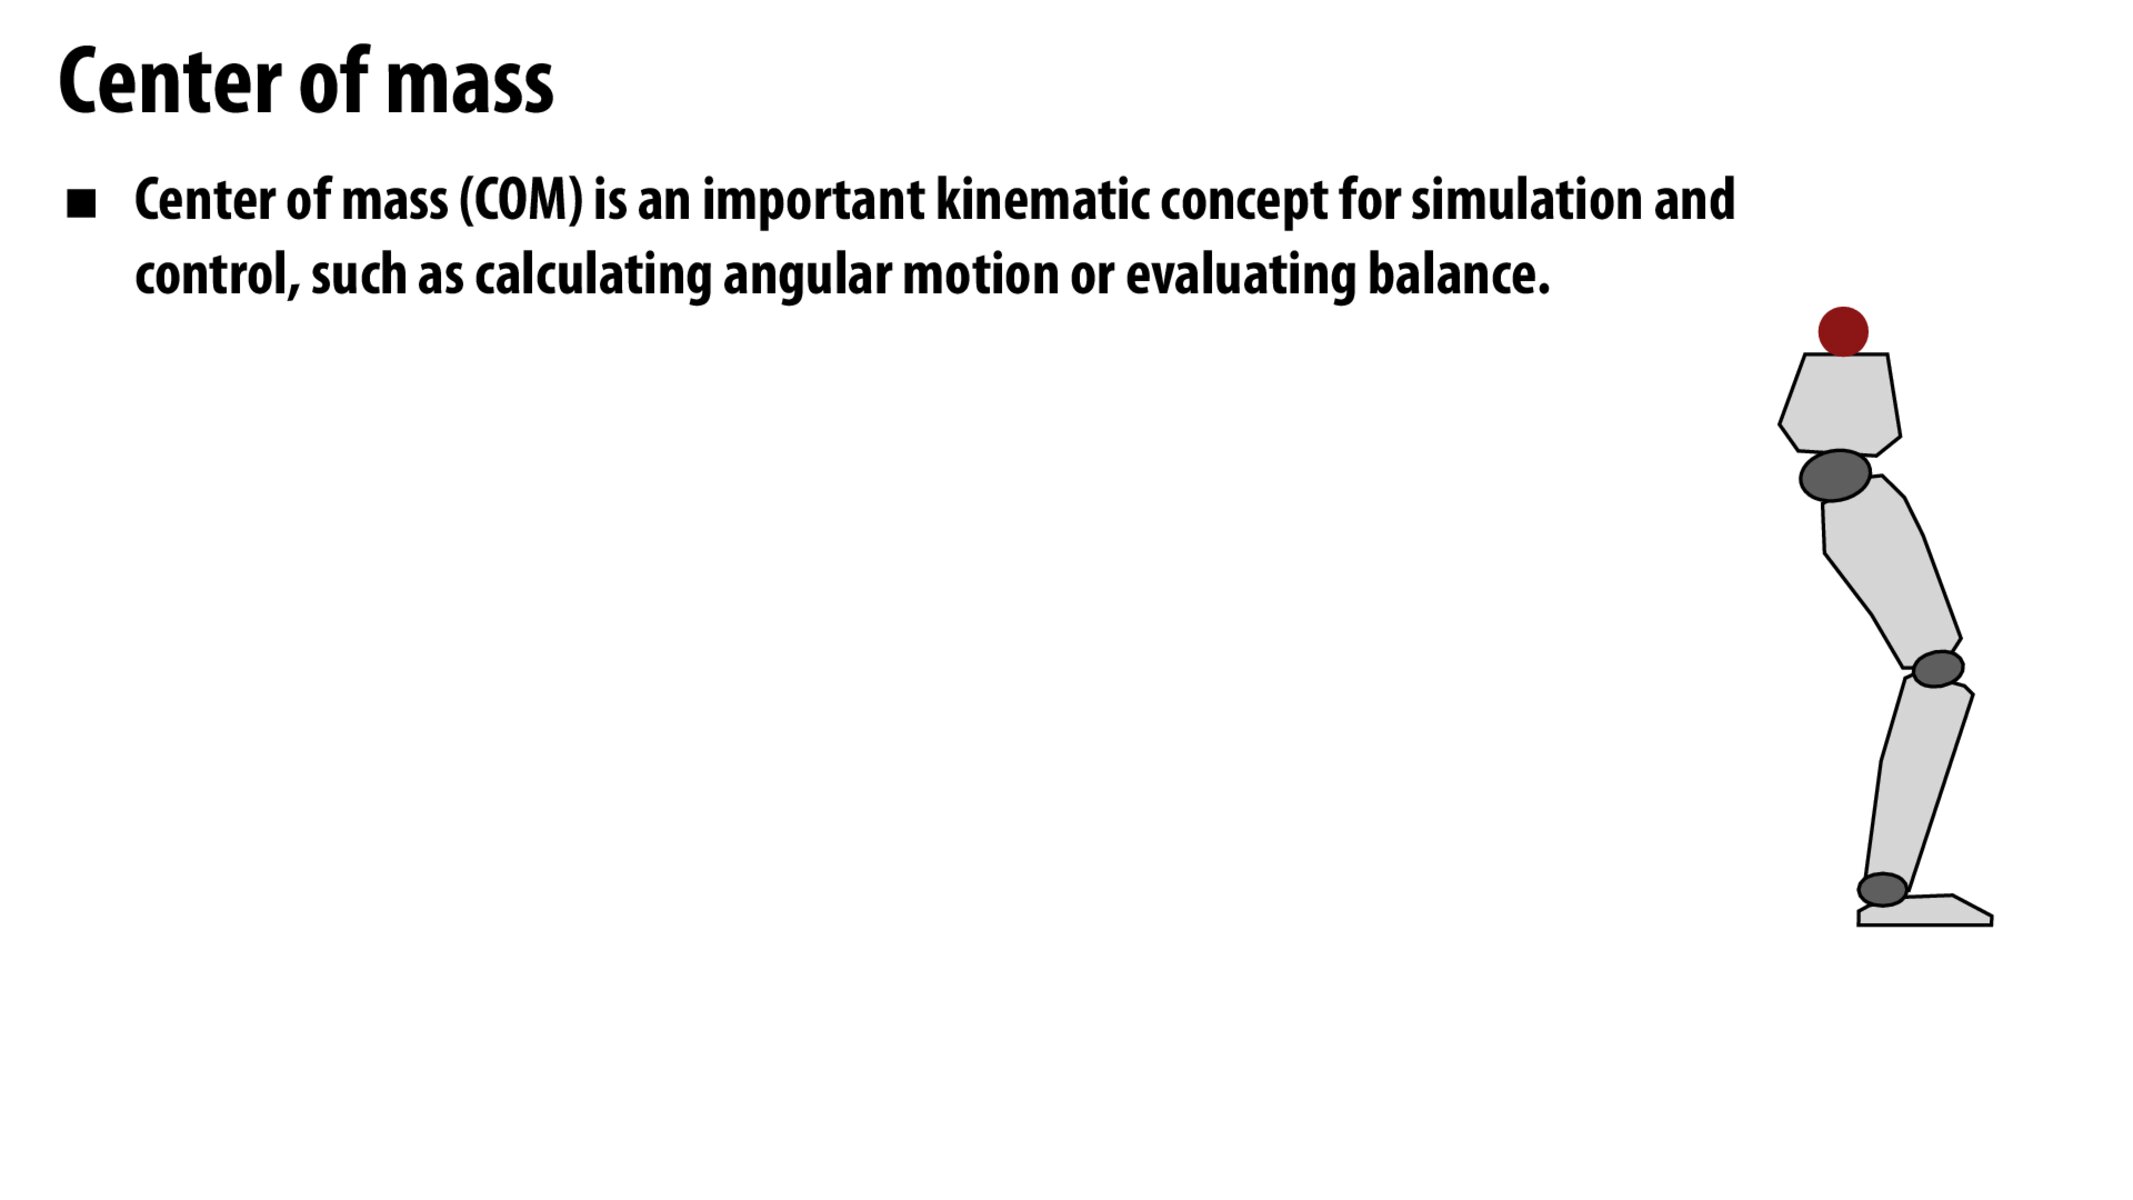 Center of mass
■ Center of mass (COM) is an important kinematic concept for simulation and
control, such as calculating angular motion or evaluating balance.